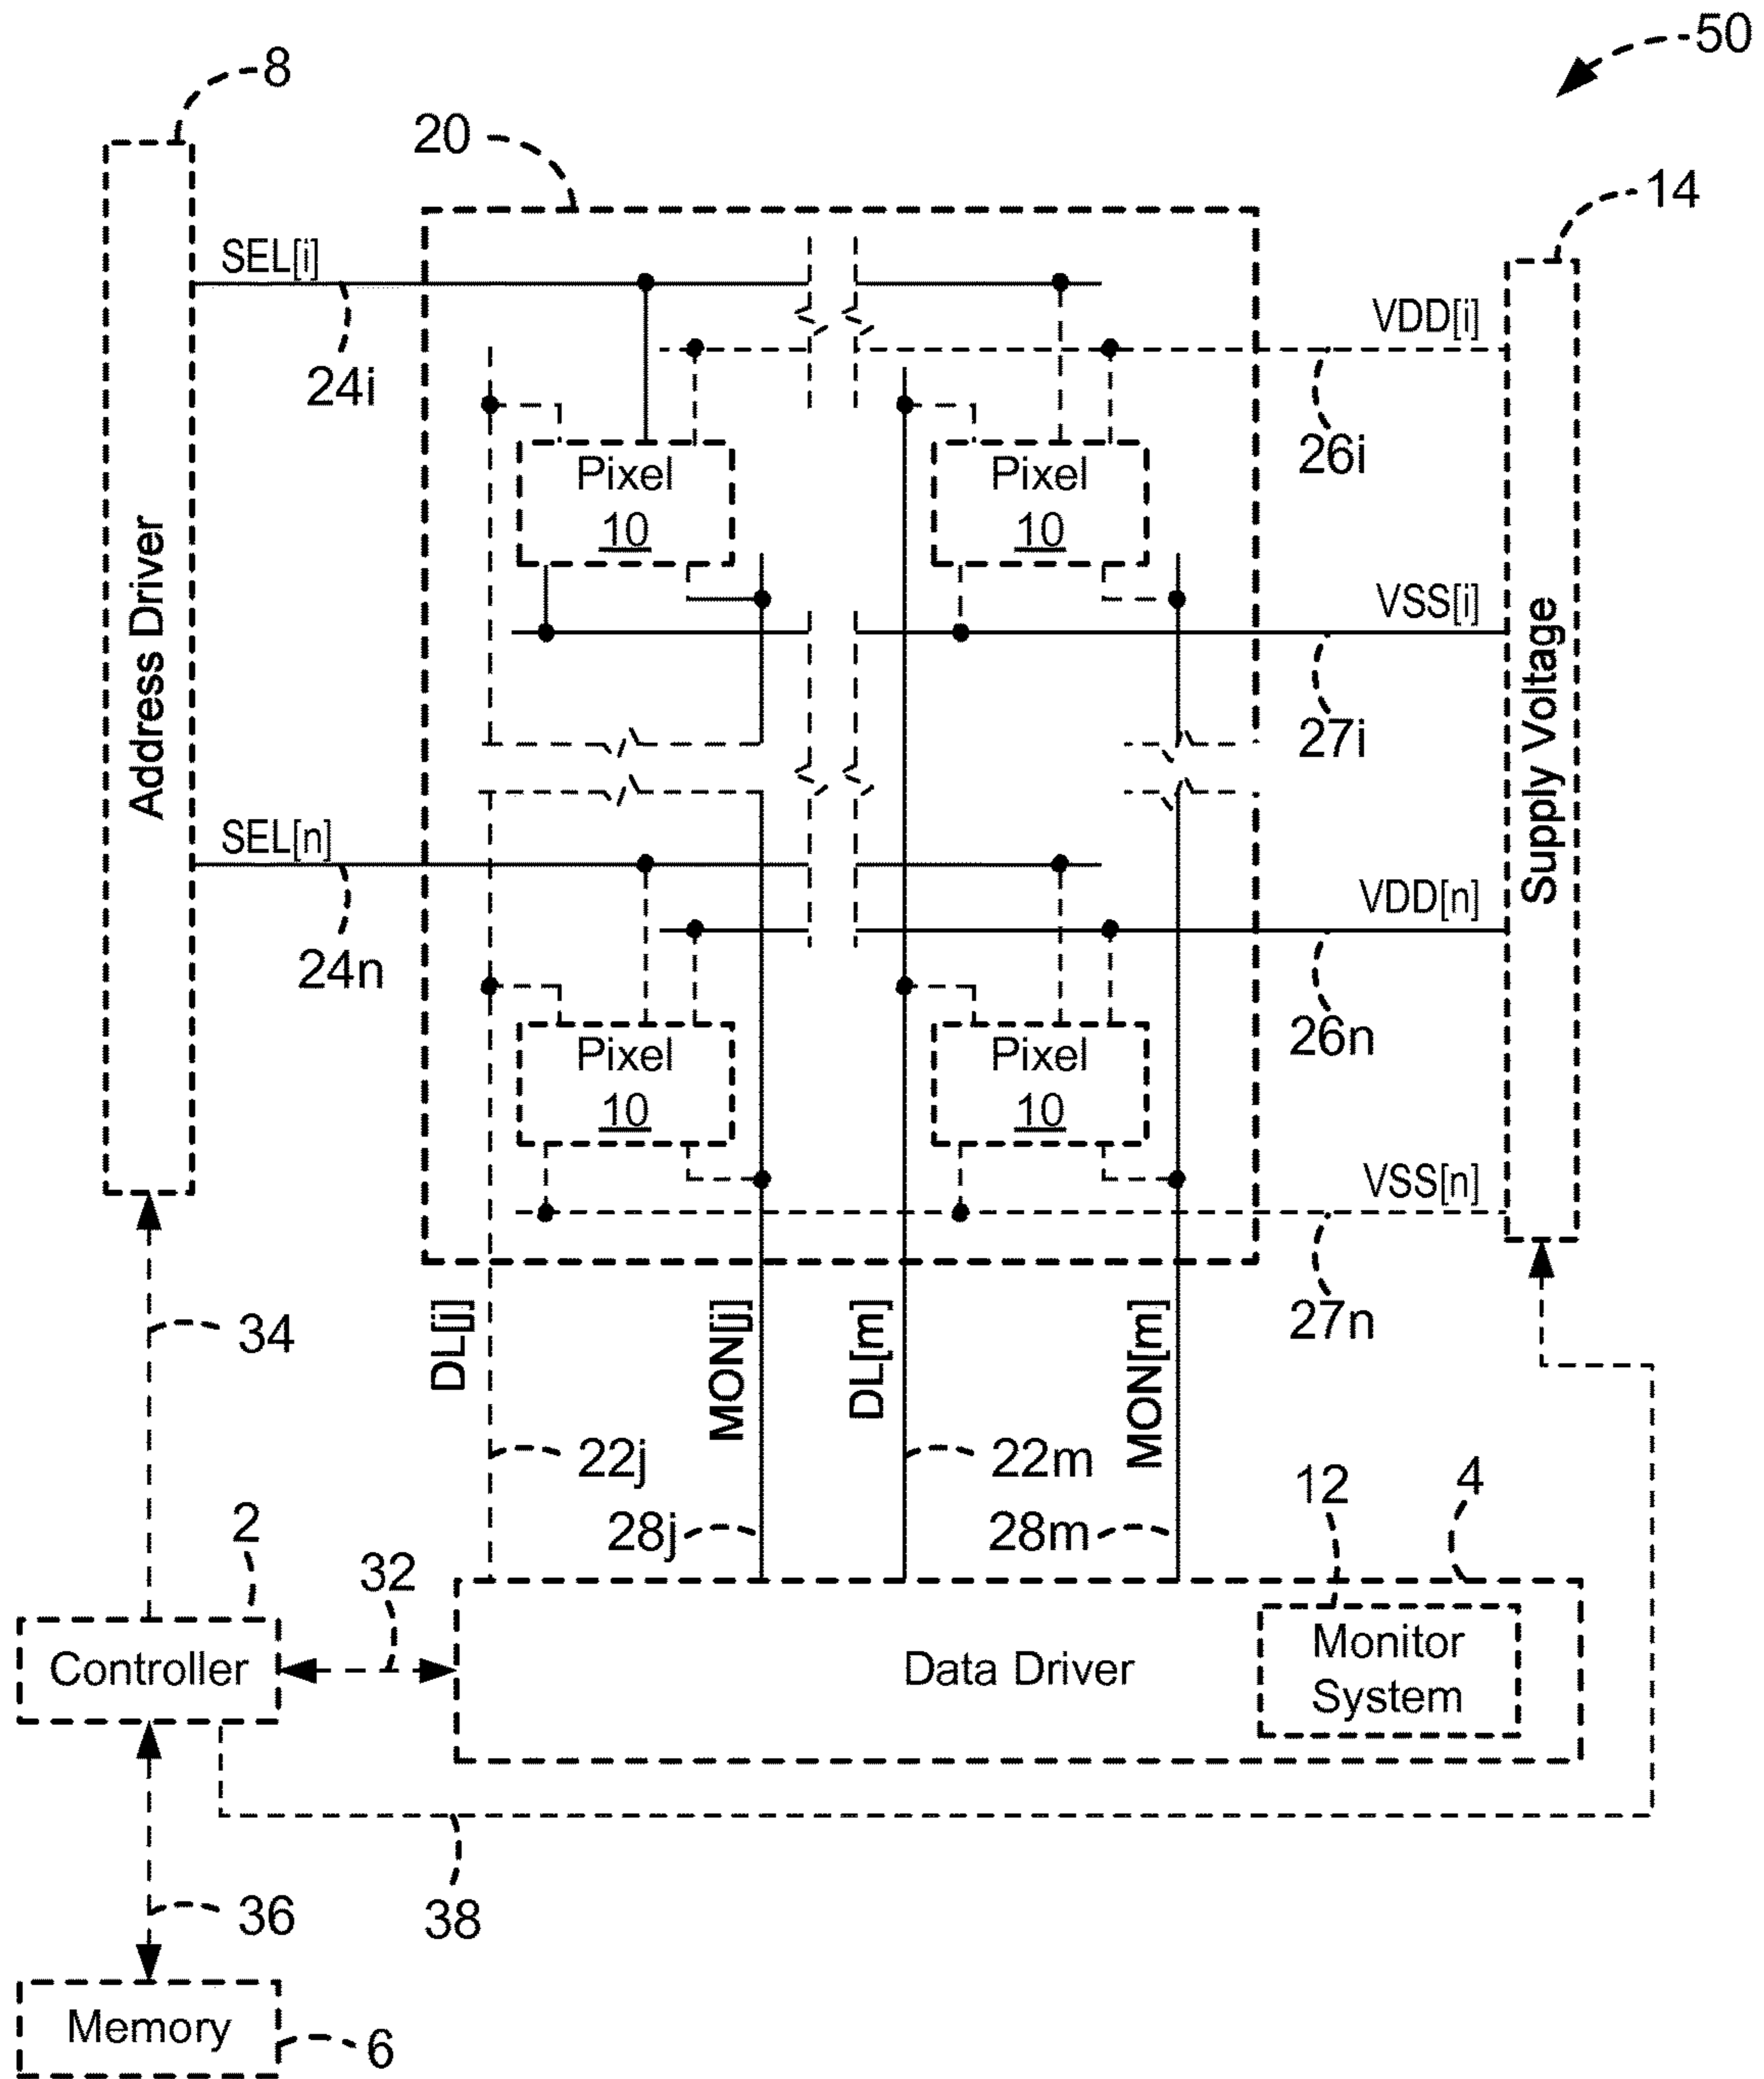 50
8
20
14
SEL[i]
VDD[i]
24i
26i
Pixel
10
Pixel
10
Address Driver
VSS[i]
Supply Voltage
27i
SEL[n]
VDD[n]
24n
26n
Pixel
10
Pixel
10
VSS[n]
27n
34
DL[j]
MON[j]
DL[m]
MON[m]
22j
22m
12
4
2
28j
28m
32
Controller
Data Driver
Monitor
System
36
38
Memory
6